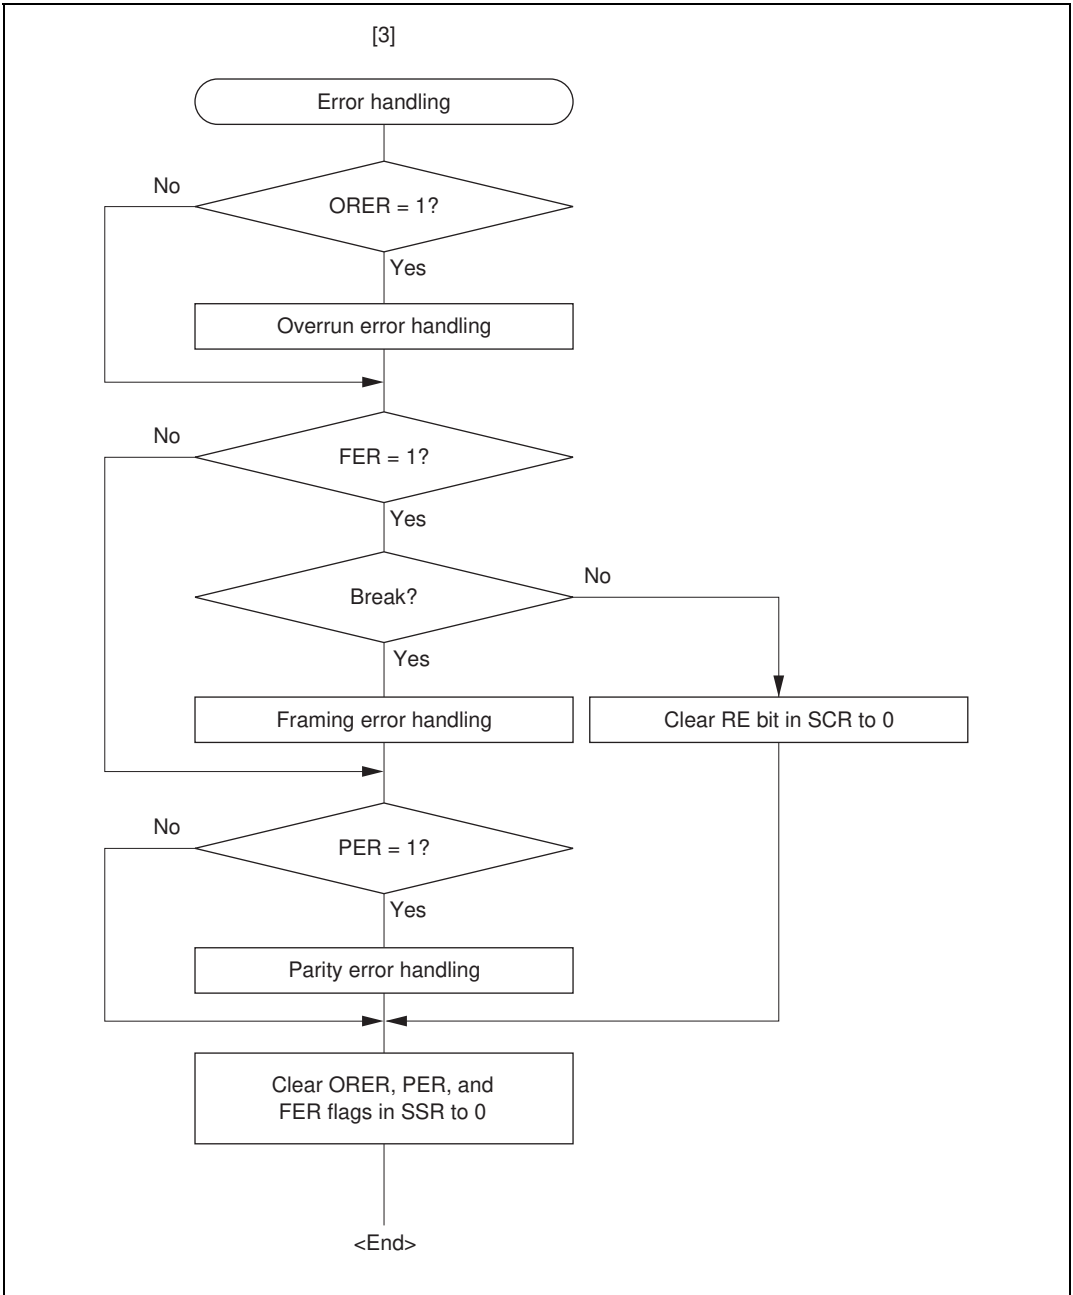 [3]
Error handling
No
ORER = 1?
Yes
Overrun error handling
No
FER = 1?
Yes
No
Break?
Yes
Framing error handling
Clear RE bit in SCR to 0
No
PER = 1?
Yes
Parity error handling
Clear ORER, PER, and
FER flags in SSR to 0
<End>